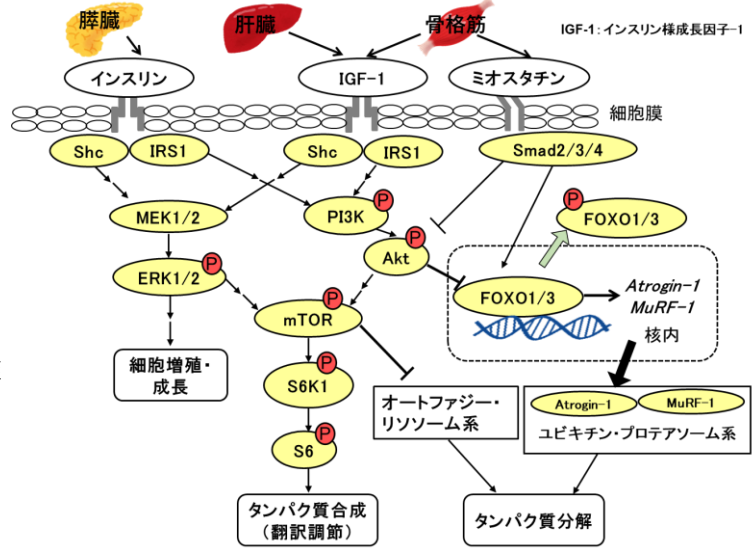 膵臓
肝臓
骨格筋
IGF-1：インスリン様成長因子-1
インスリン
IGF-1
ミオスタチン
細胞膜
Shc
IRS1
Shc
IRS1
Smad2/3/4
MEK1/2
PI3K
P
P
FOXO1/3
Akt
P
ERK1/2
P
FOXO1/3
Atrogin-1
MuRF-1
核内
mTOR
P
細胞増殖・
成長
S6K1
P
オートファジー・
リソソーム系
Atrogin-1
MuRF-1
ユビキチン・プロテアソーム系
S6
P
タンパク質合成
（翻訳調節）
タンパク質分解